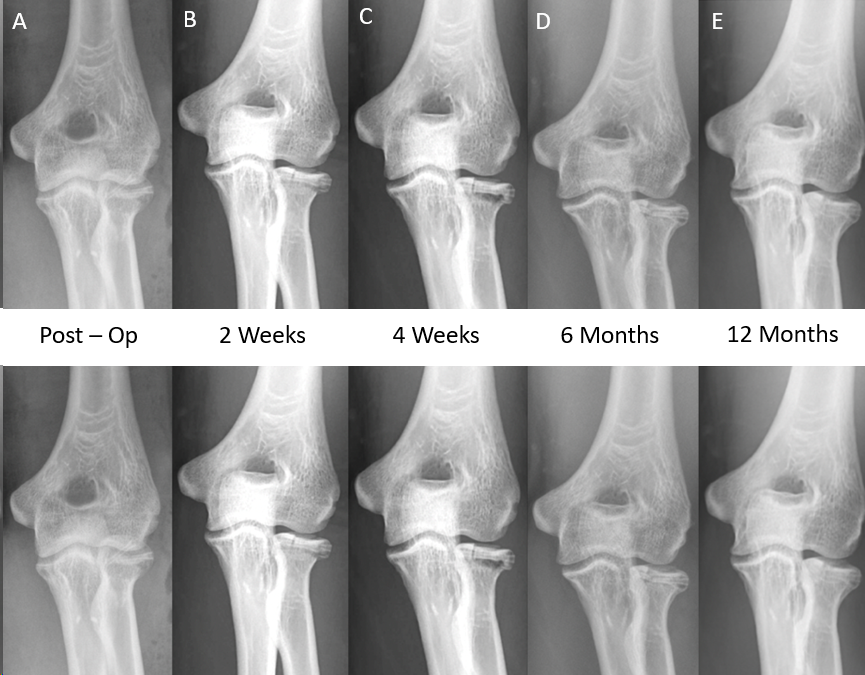 A B C D E
Post – Op 2 Weeks 4 Weeks 6 Months 12 Months